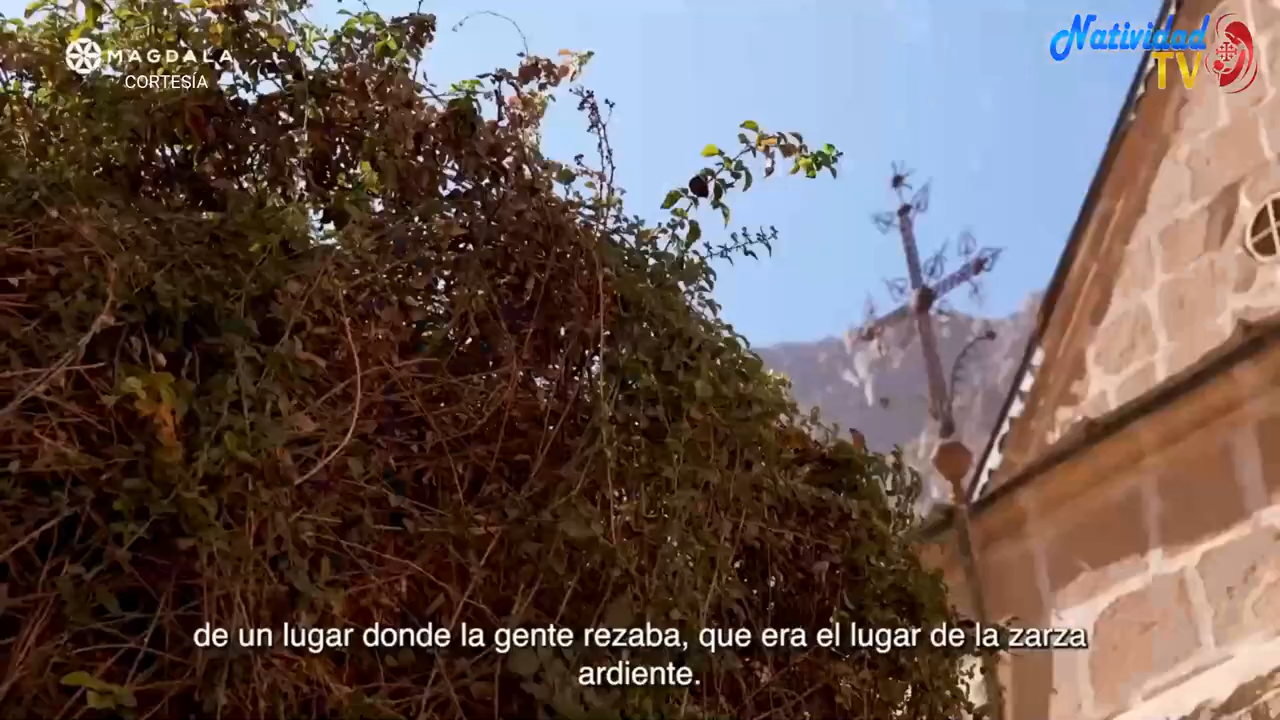 MAGDALA
CORTESÍA
Natividad
TV
de un lugar donde la gente rezaba, que era el lugar de la zarza
ardiente.